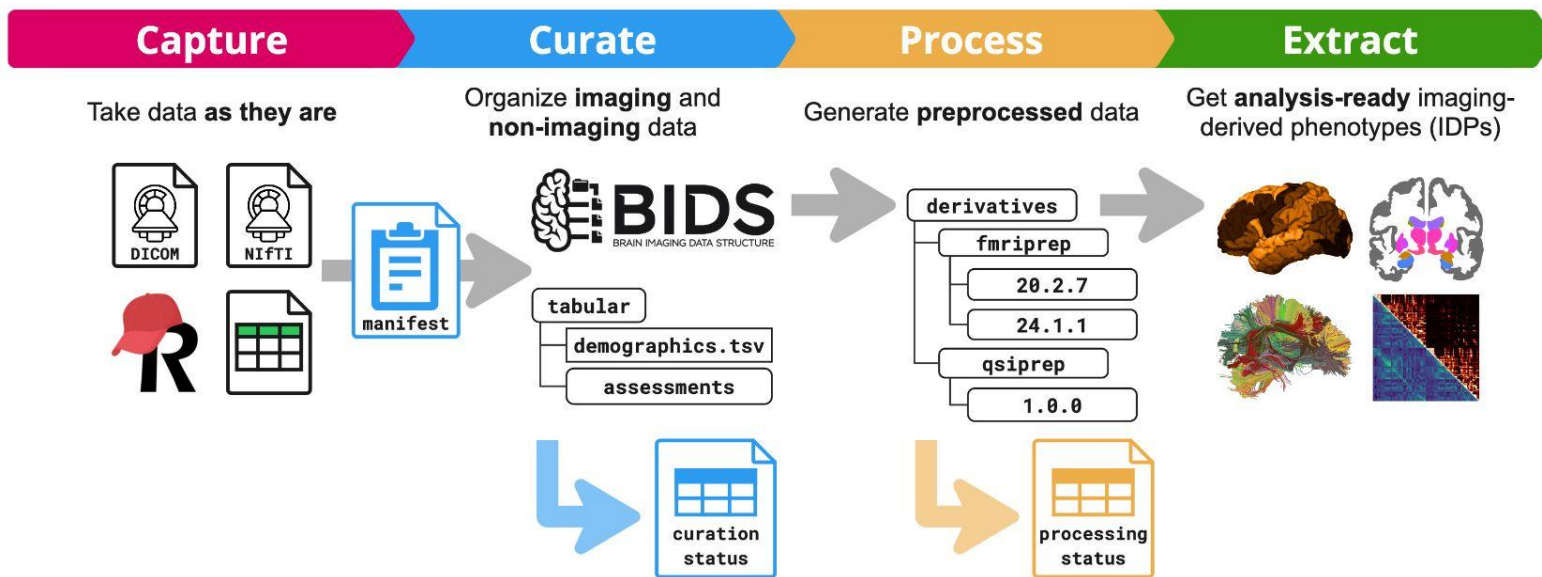 Capture
Curate
Process
Extract
Take data as they are
Organize imaging and
non-imaging data
Generate preprocessed data
Get analysis-ready imaging-
derived phenotypes (IDPs)
DICOM
NIfTI
R
manifest
BIDS
BRAIN IMAGING DATA STRUCTURE
tabular
demographics.tsv
assessments
curation
status
derivatives
fmriprep
20.2.7
24.1.1
qsiprep
1.0.0
processing
status